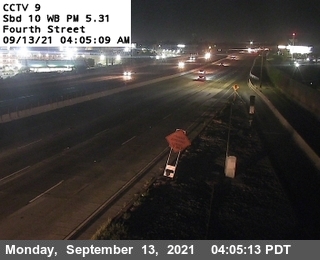 CCTV 9
Sbd 10 WB PM 5.31
Fourth Street
09/13/21 04:05:09 AM
Monday, September 13, 2021 04:05:13 PDT